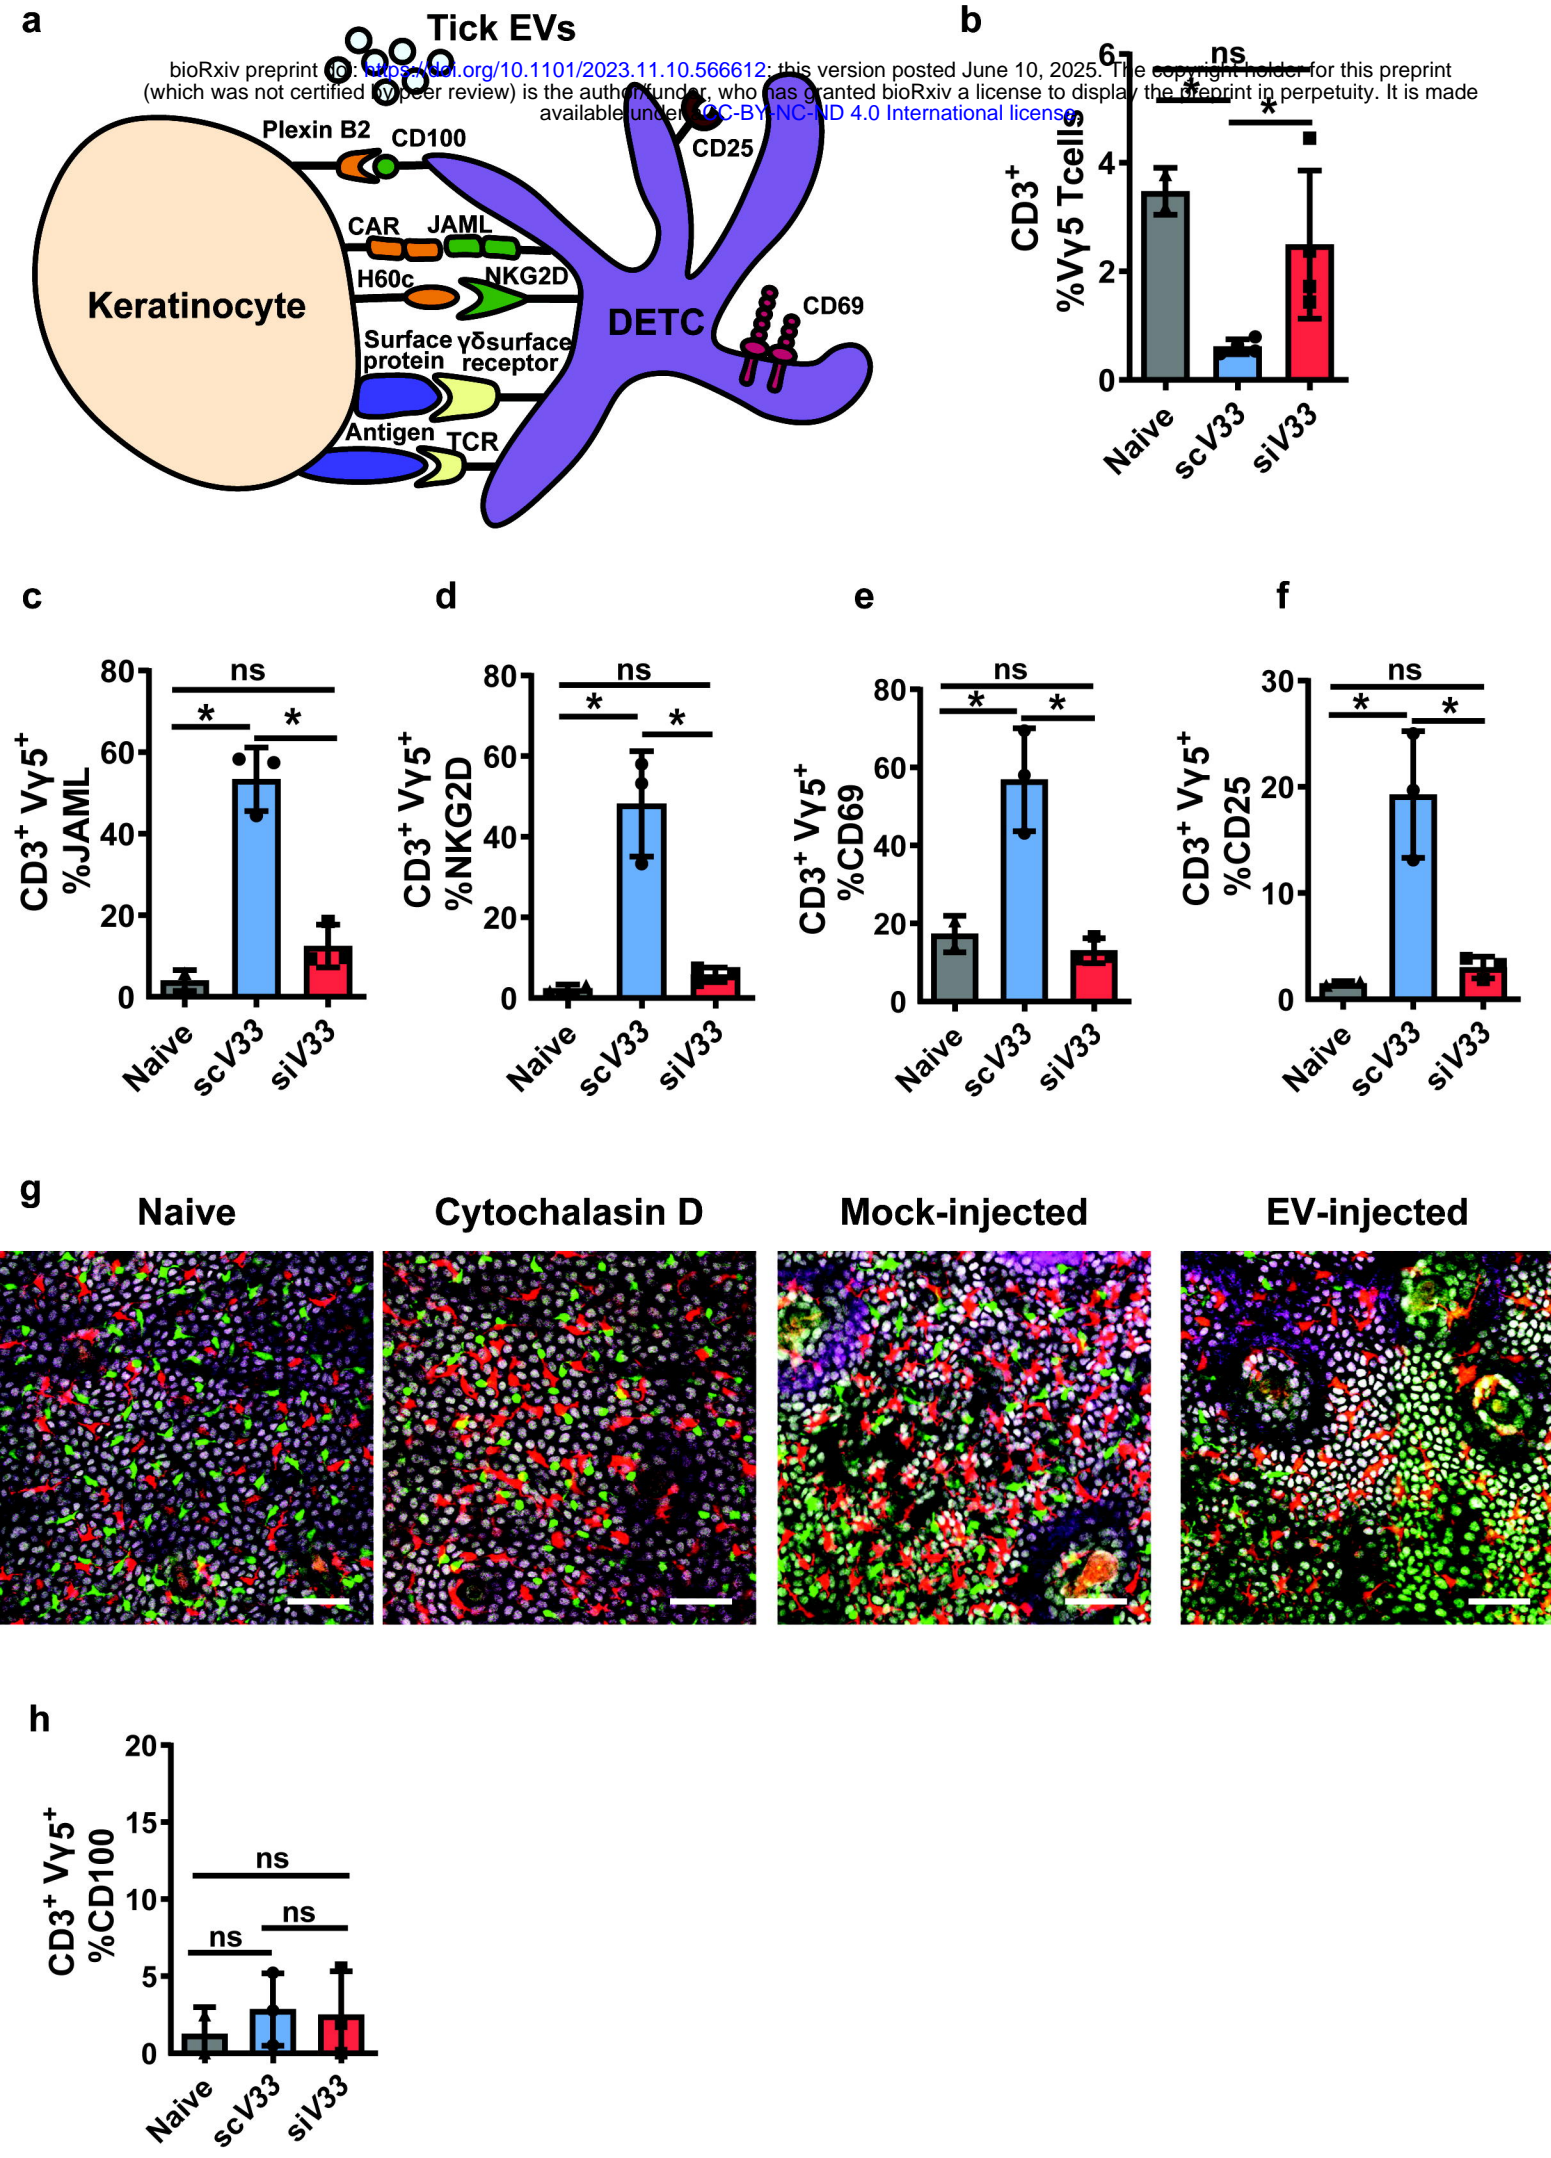 a
Tick EVs
b
bioRxiv preprint doi: https://doi.org/10.1101/2023.11.10.566612; this version posted June 10, 2025. The copyright holder for this preprint
(which was not certified by peer review) is the author/funder, who has granted bioRxiv a license to display the preprint in perpetuity. It is made
available under a CC-BY-NC-ND 4.0 International license.
Plexin B2
CD100
CD25
CAR
JAML
H60c
NKG2D
Keratinocyte
DETC
CD69
Surface
protein
γδsurface
receptor
Antigen
TCR
CD3+
%Vγ5 Tcells
6
4
2
0
ns
*
*
Naive
scV33
siV33
c
CD3+ Vγ5+
%JAML
80
60
40
20
0
ns
*
*
Naive
scV33
siV33
d
CD3+ Vγ5+
%NKG2D
80
60
40
20
0
ns
*
*
Naive
scV33
siV33
e
CD3+ Vγ5+
%CD69
80
60
40
20
0
ns
*
*
Naive
scV33
siV33
f
CD3+ Vγ5+
%CD25
30
20
10
0
ns
*
*
Naive
scV33
siV33
g
Naive
Cytochalasin D
Mock-injected
EV-injected
h
CD3+ Vγ5+
%CD100
20
15
10
5
0
ns
ns
ns
Naive
scV33
siV33